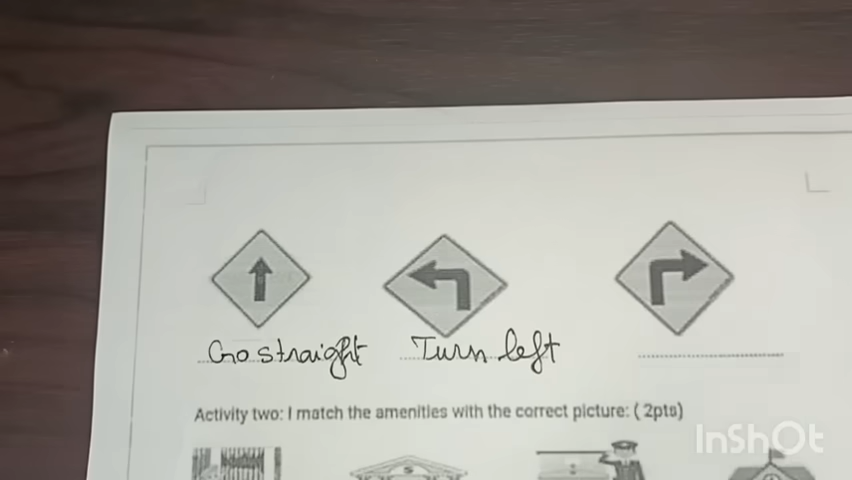 Go straight Turn left
Activity two: I match the amenities with the correct picture: ( 2pts)
InShOt